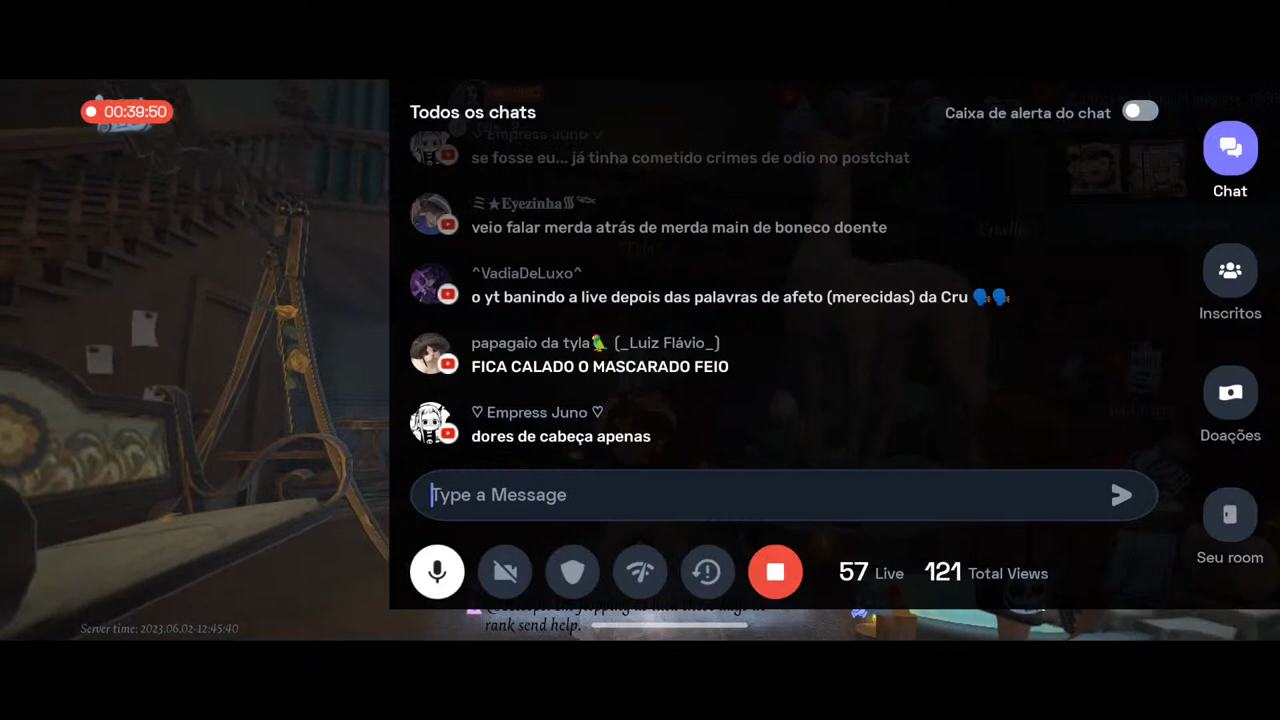 00:39:50
Todos os chats
Caixa de alerta do chat
♡ Empress Juno ♡
se fosse eu... já tinha cometido crimes de odio no postchat
ミ★𝐄𝐲𝐞𝐳𝐢𝐧𝐡𝐚
veio falar merda atrás de merda main de boneco doente
^VadiaDeLuxo^
o yt banindo a live depois das palavras de afeto (merecidas) da Cru 🗣️🗣️
papagaio da tyla🦜 (_Luiz Flávio_)
FICA CALADO O MASCARADO FEIO
♡ Empress Juno ♡
dores de cabeça apenas
Type a Message
57 Live 121 Total Views
Chat
Inscritos
Doações
Seu room
rank send help.
Server time: 2023.06.02-12:45:40